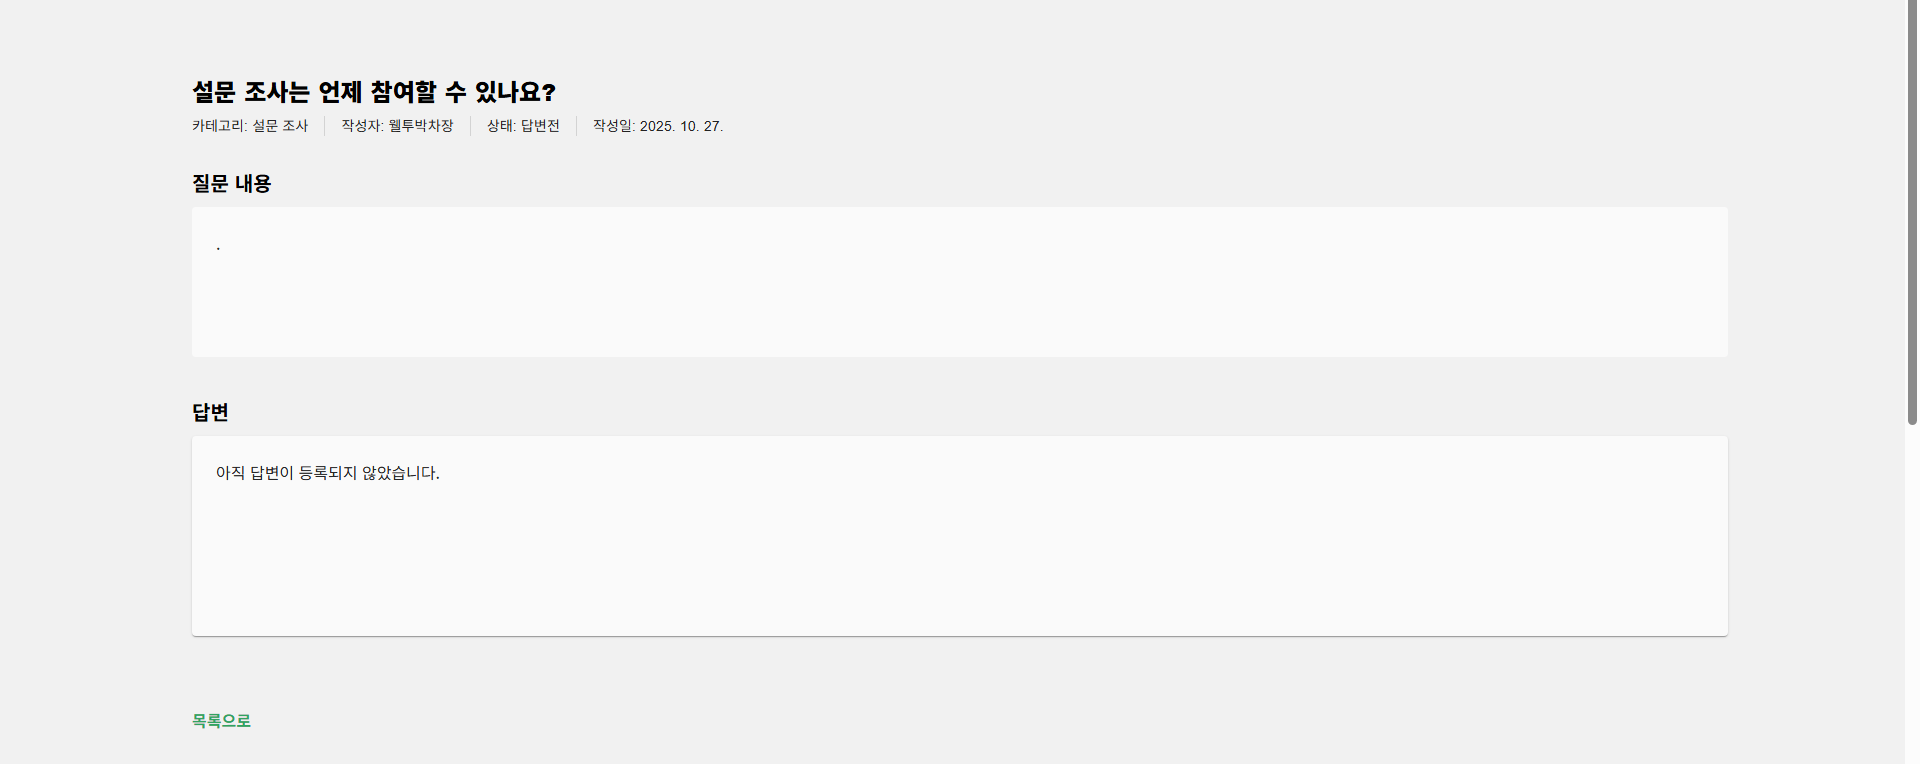 설문 조사는 언제 참여할 수 있나요?
카테고리: 설문 조사 작성자: 웰투박차장 상태: 답변전 작성일: 2025. 10. 27.
질문 내용
.
답변
아직 답변이 등록되지 않았습니다.
목록으로